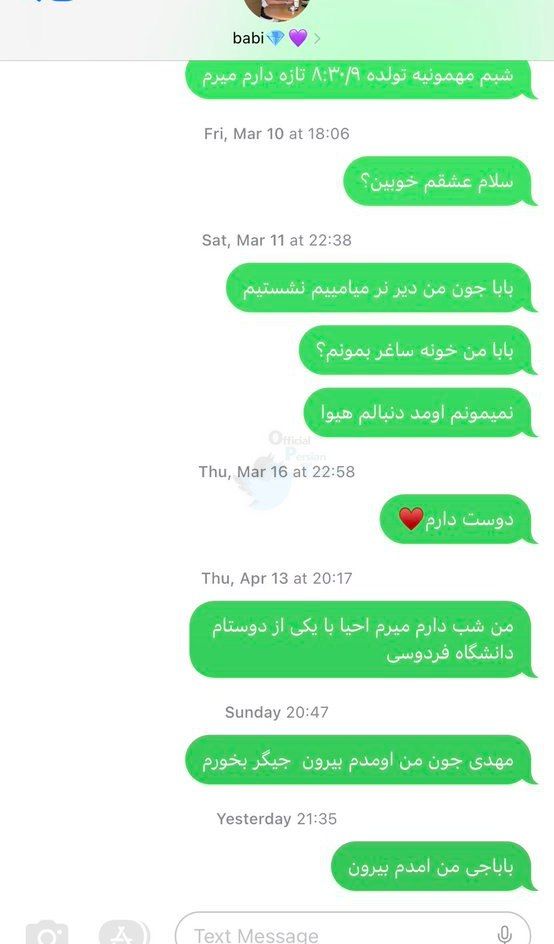 babi💎💜
شبم مهمونیه تولده ۸:۳۰/۹ تازه دارم میرم
Fri, Mar 10 at 18:06
سلام عشقم خوبین؟
Sat, Mar 11 at 22:38
بابا جون من دیر نر میامییم نشستیم
بابا من خونه ساغر بمونم؟
نمیمونم اومد دنبالم هیوا
Official
Persian
Thu, Mar 16 at 22:58
دوست دارم♥️
Thu, Apr 13 at 20:17
من شب دارم میرم احیا با یکی از دوستام
دانشگاه فردوسی
Sunday 20:47
مهدی جون من اومدم بیرون  جیگر بخورم
Yesterday 21:35
باباجی من امدم بیرون
Text Message